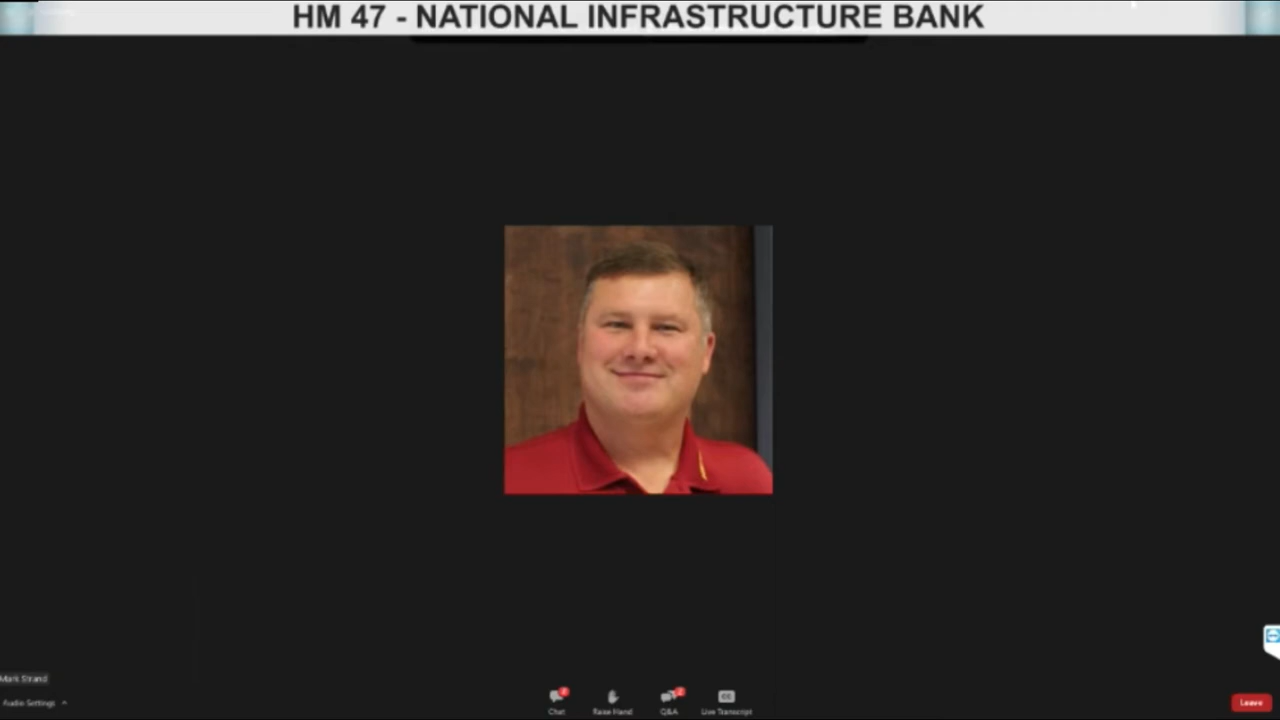 HM 47 - NATIONAL INFRASTRUCTURE BANK
Mark Strand
Audio Settings
Chat
Raise Hand
Q&A
Live Transcript
Leave